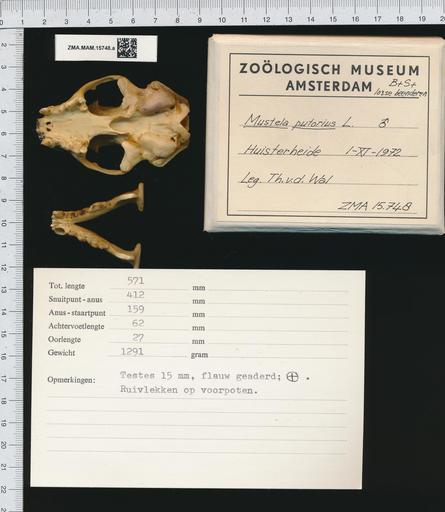 ZMA.MAM.15748.a
ZOÖLOGISCH MUSEUM
AMSTERDAM
B+S+
losse beenderen
Mustela putorius L. ♂
Huisterheide 1-XI-1972
Leg. Th.v.d. Wal
ZMA 15.748
Tot. lengte 571 mm
Snuitpunt - anus 412 mm
Anus - staartpunt 159 mm
Achtervoetlengte 62 mm
Oorlengte 27 mm
Gewicht 1291 gram
Opmerkingen: Testes 15 mm, flauw geaderd; ⊕ .
Ruivlekken op voorpoten.